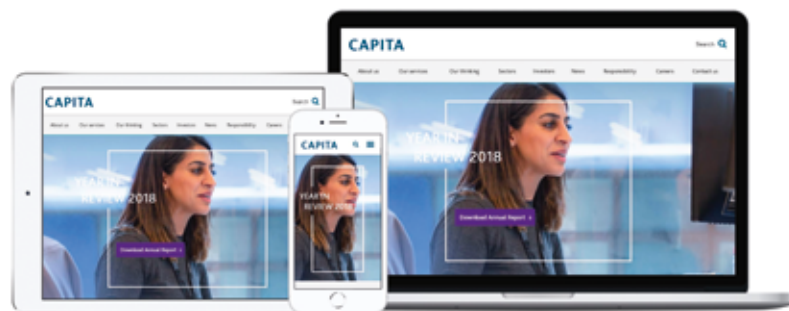 CAPITA
Search
About us Our services Our thinking Sectors Investors News Responsibility Careers Contact us
YEAR IN
REVIEW 2018
Download Annual Report
CAPITA
Search
About us Our services Our thinking Sectors Investors News Responsibility Careers
YEAR IN
REVIEW 2018
Download Annual Report
CAPITA
YEAR IN
REVIEW 2018